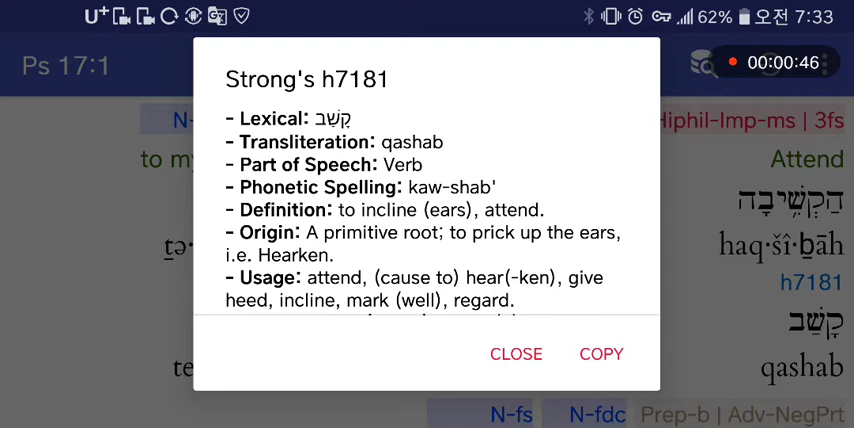 U+ 62% 오전 7:33
Ps 17:1
00:00:46
Strong's h7181
- Lexical: קָשַׁב
- Transliteration: qashab
- Part of Speech: Verb
- Phonetic Spelling: kaw-shab'
- Definition: to incline (ears), attend.
- Origin: A primitive root; to prick up the ears,
i.e. Hearken.
- Usage: attend, (cause to) hear(-ken), give
heed, incline, mark (well), regard.
CLOSE COPY
N-
to my
Hiphil-Imp-ms | 3fs
Attend
הַקְשִׁ֥יבָה
haq·šî·ḇāh
h7181
קָשַׁב
qashab
N-fs N-fdc Prep-b | Adv-NegPrt